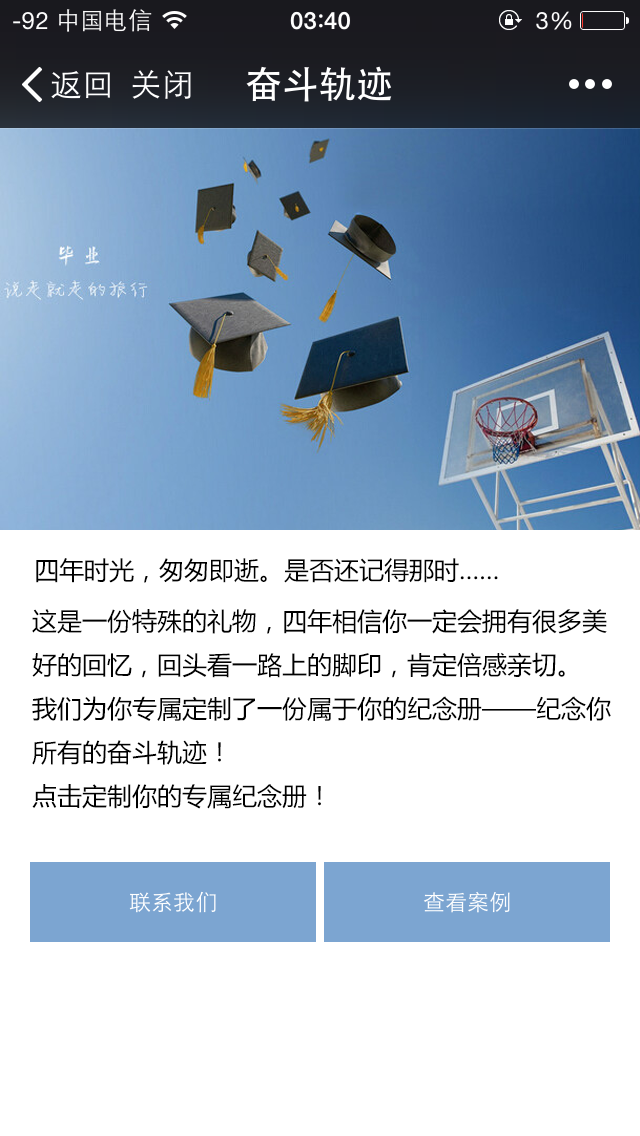 -92 中国电信 03:40 3%
返回 关闭 奋斗轨迹
毕业
说走就走的旅行
四年时光，匆匆即逝。是否还记得那时......
这是一份特殊的礼物，四年相信你一定会拥有很多美
好的回忆，回头看一路上的脚印，肯定倍感亲切。
我们为你专属定制了一份属于你的纪念册——纪念你
所有的奋斗轨迹！
点击定制你的专属纪念册！
联系我们 查看案例